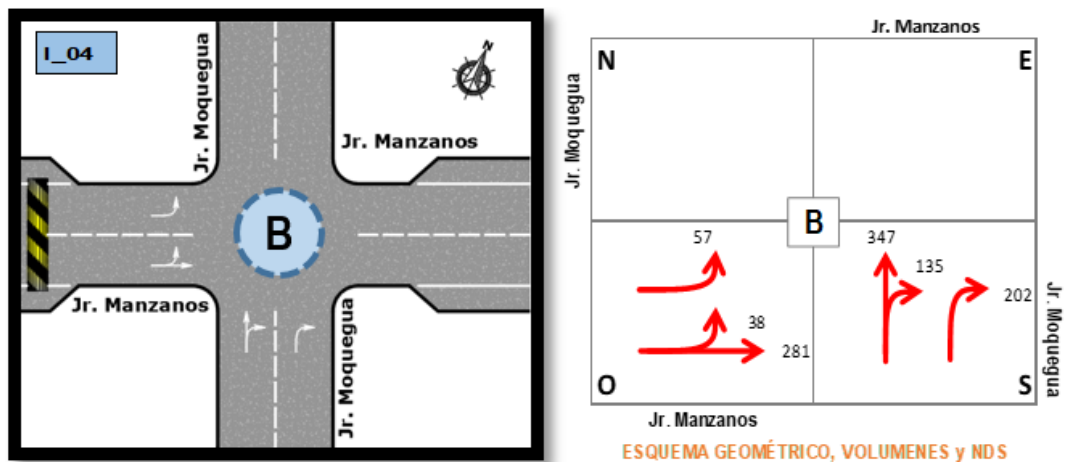 I_04
N
Jr. Moquegua
Jr. Manzanos
B
Jr. Manzanos
Jr. Moquegua
Jr. Manzanos
N
E
Jr. Moquegua
B
57
347
135
202
38
281
O
S
Jr. Moquegua
Jr. Manzanos
ESQUEMA GEOMÉTRICO, VOLUMENES y NDS